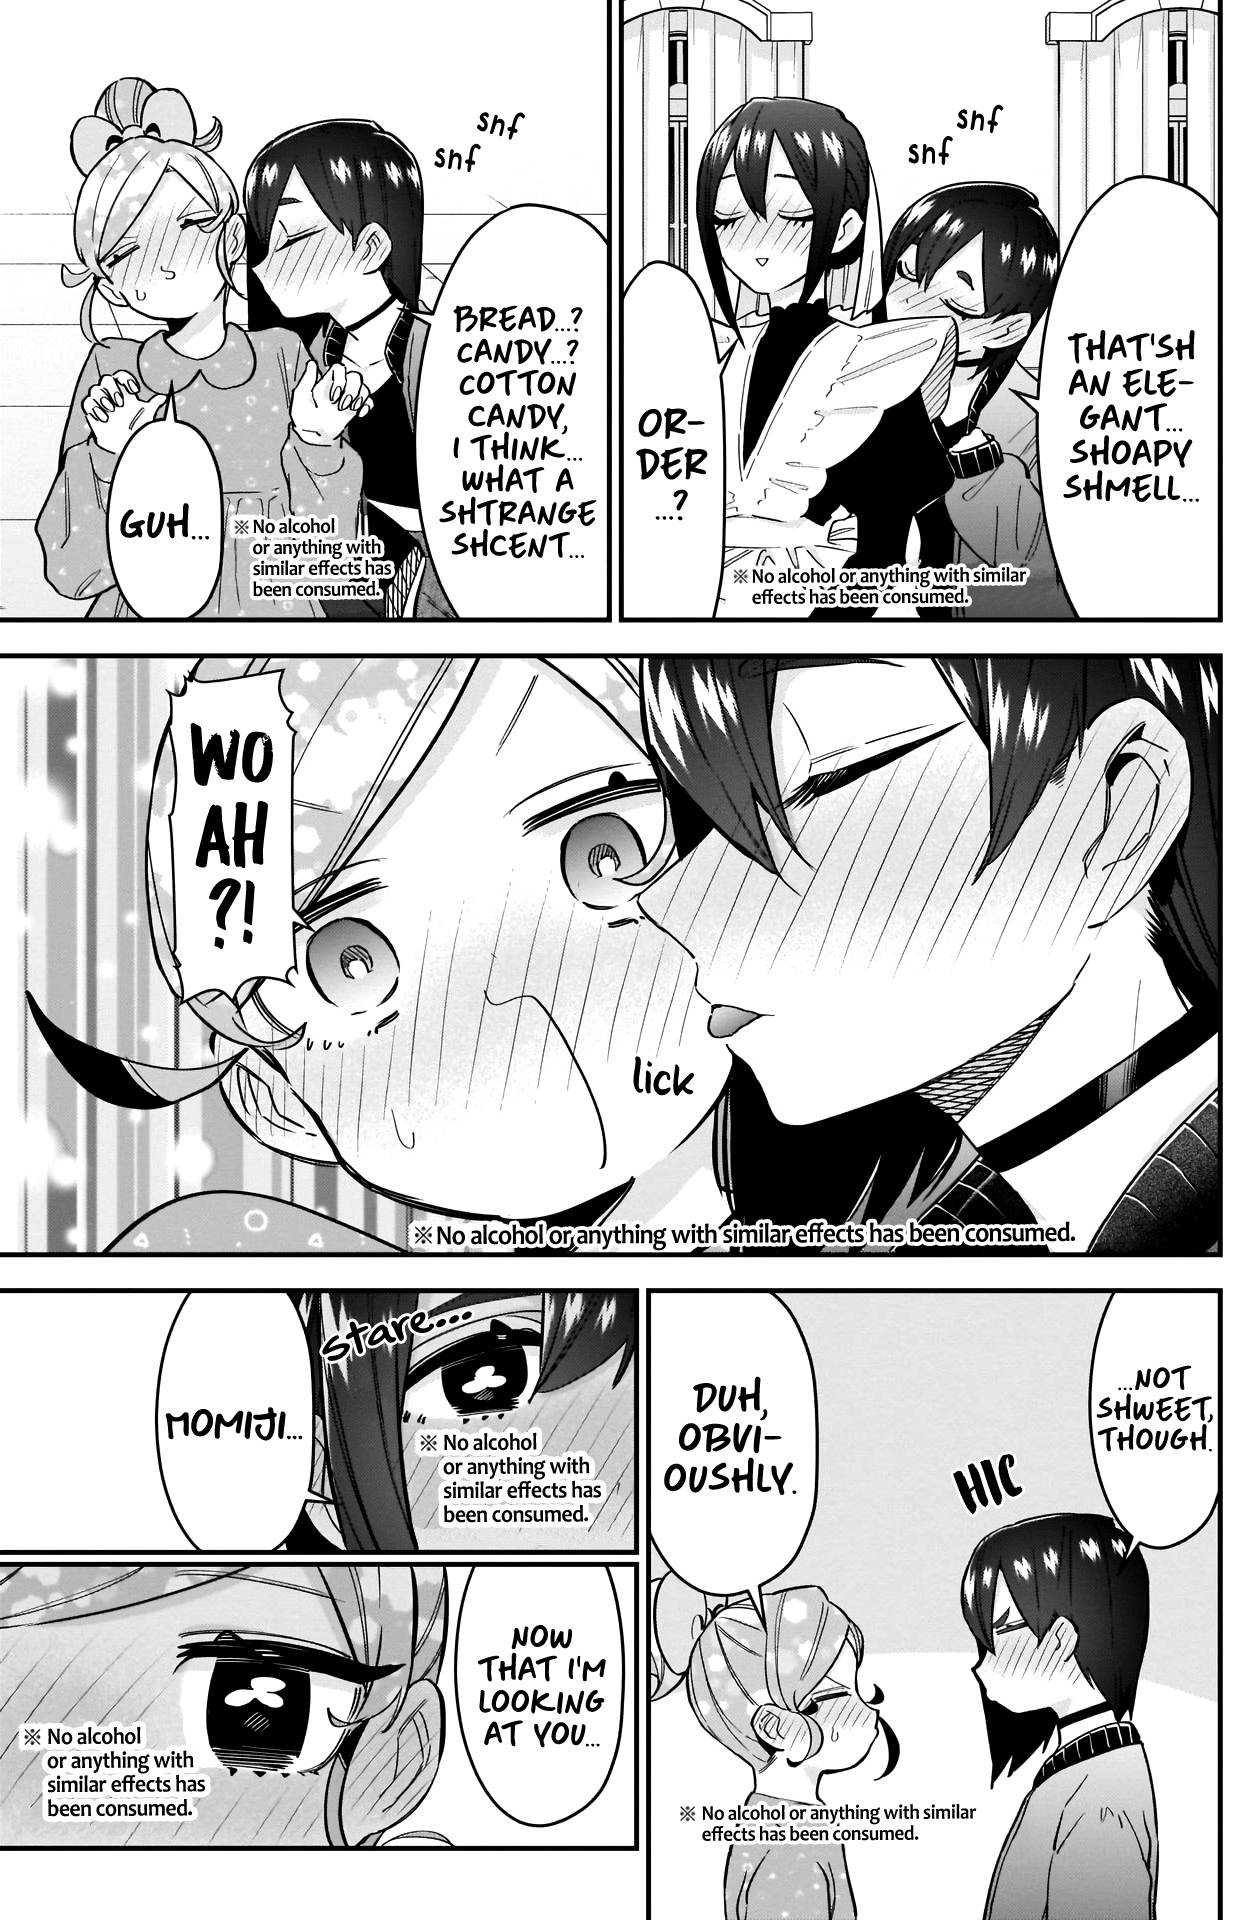 snf
snf
THAT'SH
AN ELE-
GANT...
SHOAPY
SHMELL...
OR-
DER
...?
※ No alcohol or anything with similar
effects has been consumed.
snf
snf
BREAD...?
CANDY...?
COTTON
CANDY,
I THINK...
WHAT A
SHTRANGE
SHCENT...
GUH...
※ No alcohol
or anything with
similar effects has
been consumed.
WO
AH
?!
lick
※ No alcohol or anything with similar effects has been consumed.
...NOT
SHWEET,
THOUGH.
HIC
DUH,
OBVI-
OUSHLY.
※ No alcohol or anything with similar
effects has been consumed.
stare...
MOMIJI...
※ No alcohol
or anything with
similar effects has
been consumed.
NOW
THAT I'M
LOOKING
AT YOU...
※ No alcohol
or anything with
similar effects has
been consumed.